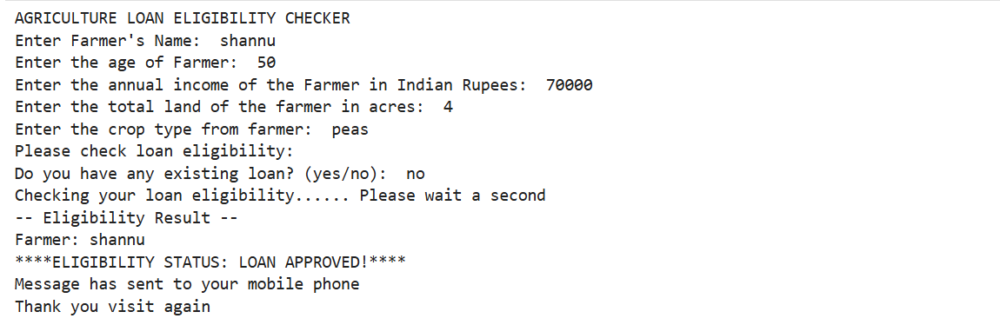 AGRICULTURE LOAN ELIGIBILITY CHECKER
Enter Farmer's Name:  shannu
Enter the age of Farmer:  50
Enter the annual income of the Farmer in Indian Rupees:  70000
Enter the total land of the farmer in acres:  4
Enter the crop type from farmer:  peas
Please check loan eligibility:
Do you have any existing loan? (yes/no):  no
Checking your loan eligibility...... Please wait a second
-- Eligibility Result --
Farmer: shannu
****ELIGIBILITY STATUS: LOAN APPROVED!****
Message has sent to your mobile phone
Thank you visit again